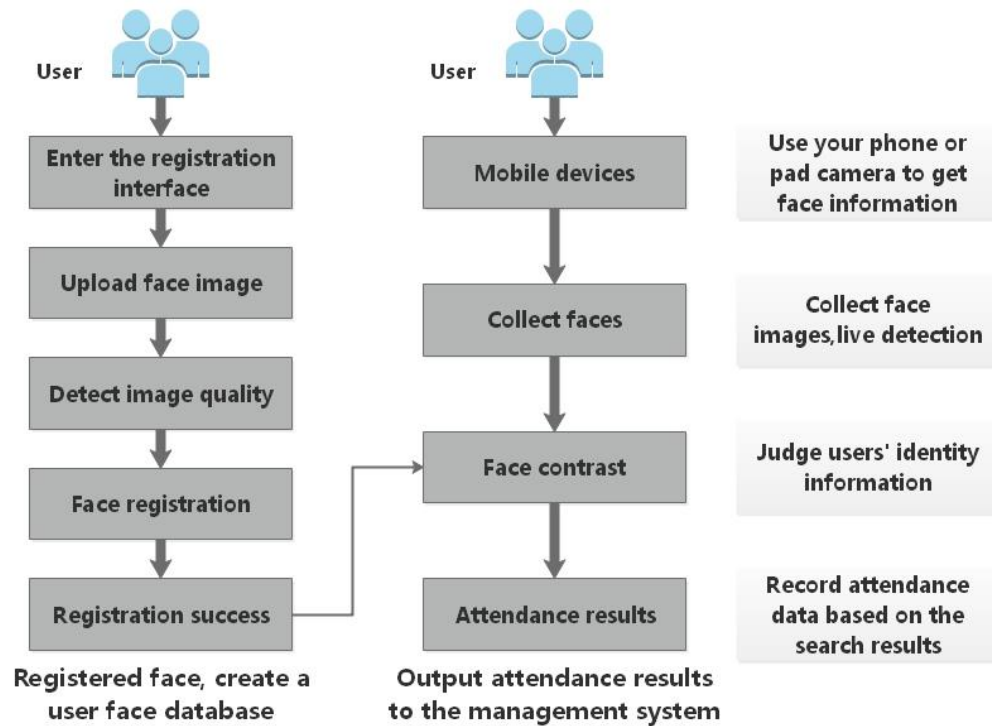 User
Enter the registration
interface
Upload face image
Detect image quality
Face registration
Registration success
Registered face, create a
user face database
User
Mobile devices
Collect faces
Face contrast
Attendance results
Output attendance results
to the management system
Use your phone or
pad camera to get
face information
Collect face
images,live detection
Judge users' identity
information
Record attendance
data based on the
search results